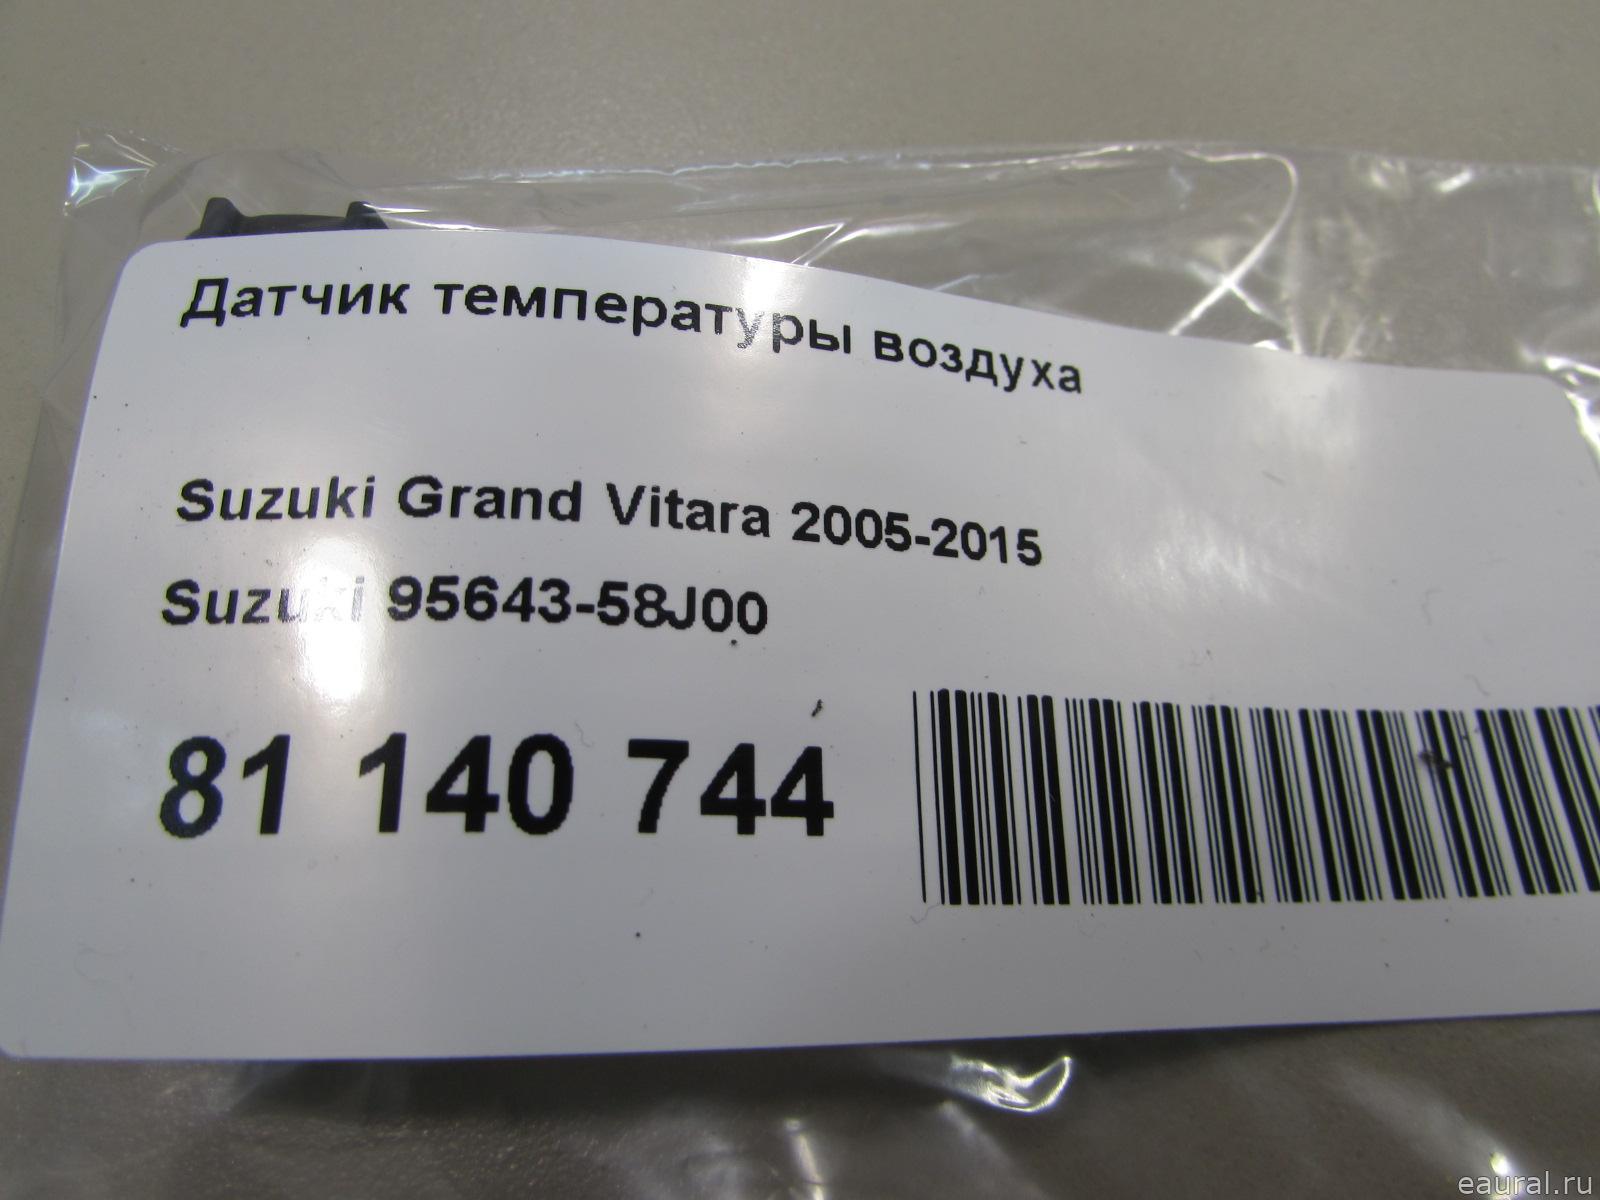 Датчик температуры воздуха
Suzuki Grand Vitara 2005-2015
Suzuki 95643-58J00
81 140 744
eaural.ru